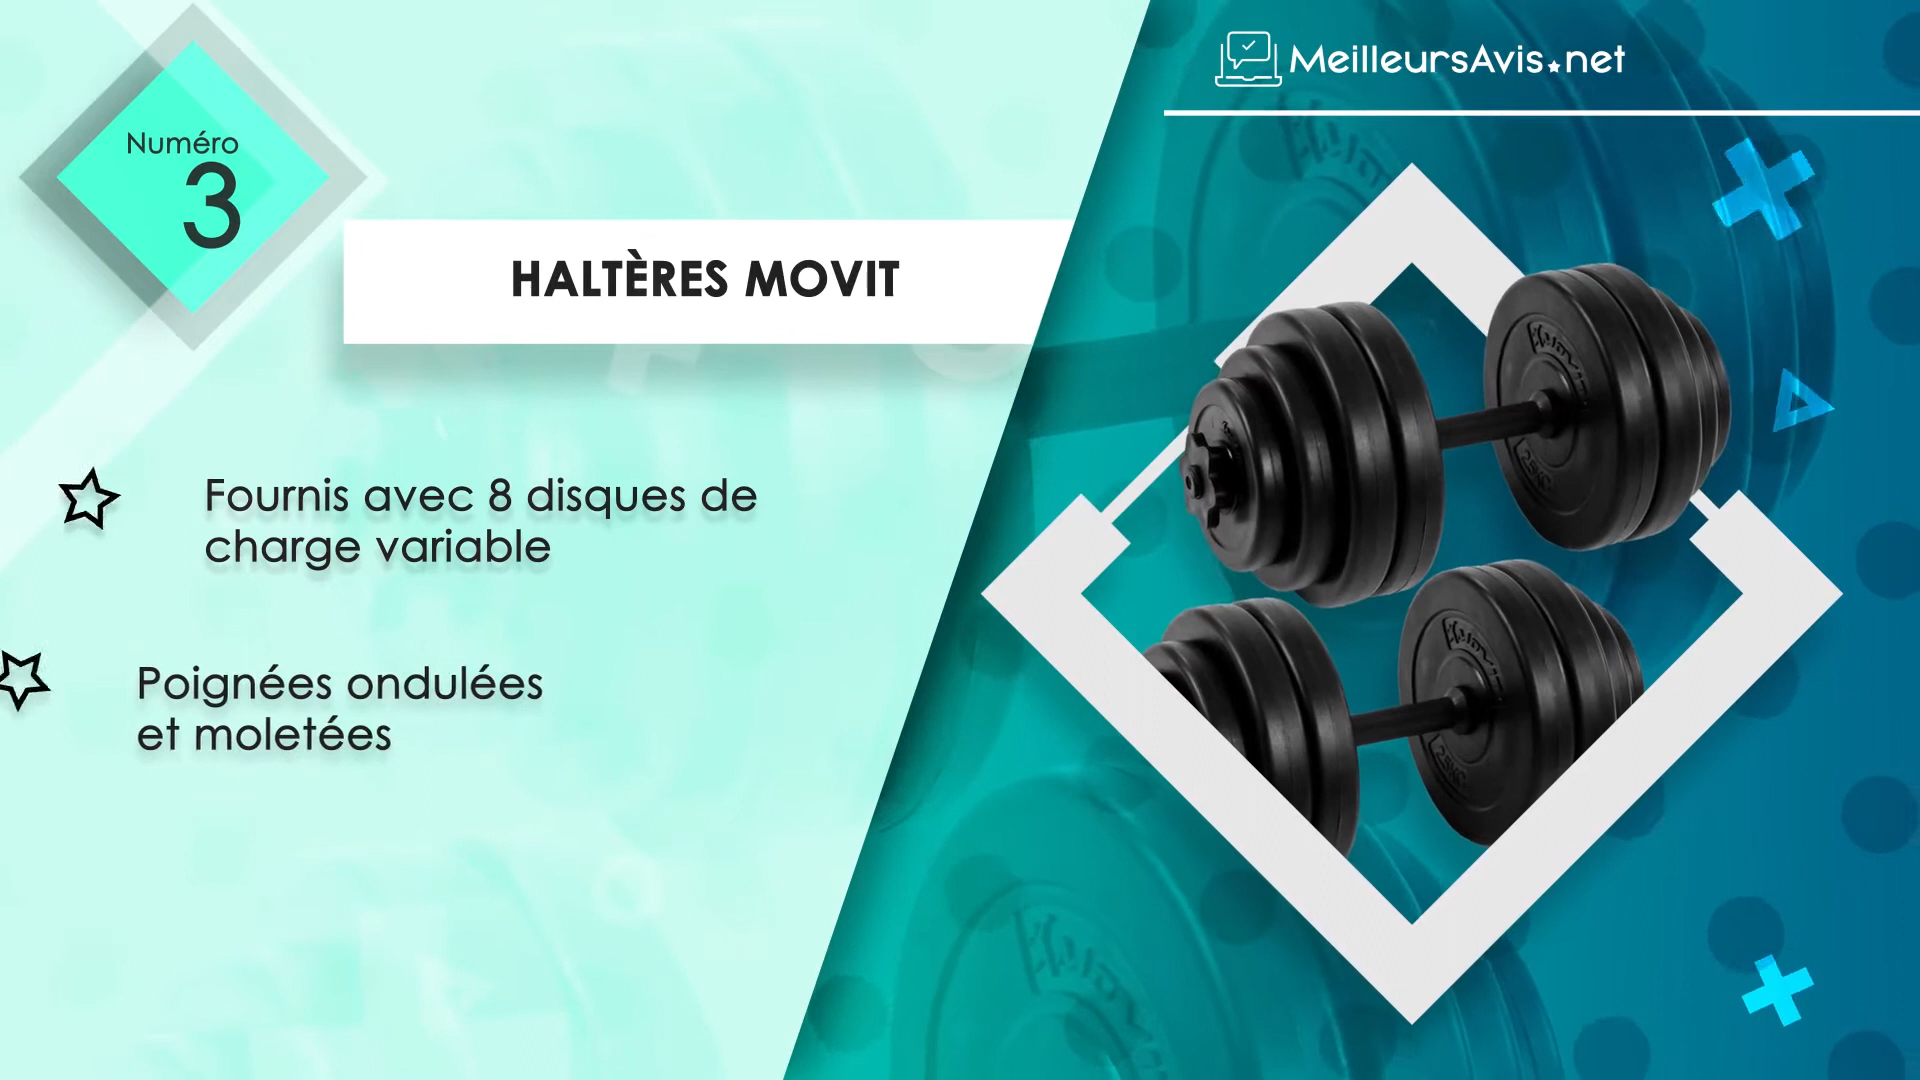 Numéro
3
MeilleursAvis.net
HALTÈRES MOVIT
Fournis avec 8 disques de
charge variable
Poignées ondulées
et moletées